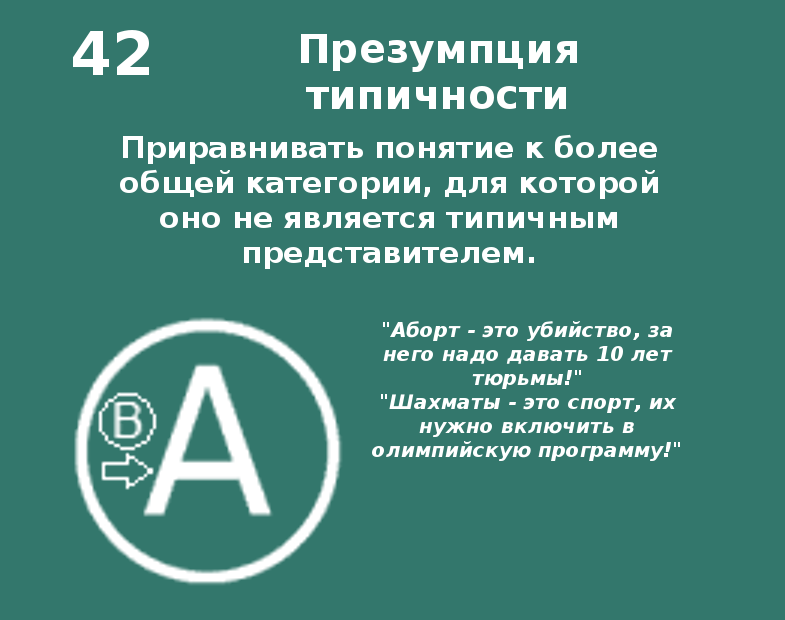 42
Презумпция
типичности
Приравнивать понятие к более
общей категории, для которой
оно не является типичным
представителем.
"Аборт - это убийство, за
него надо давать 10 лет
тюрьмы!"
"Шахматы - это спорт, их
нужно включить в
олимпийскую программу!"
B
A